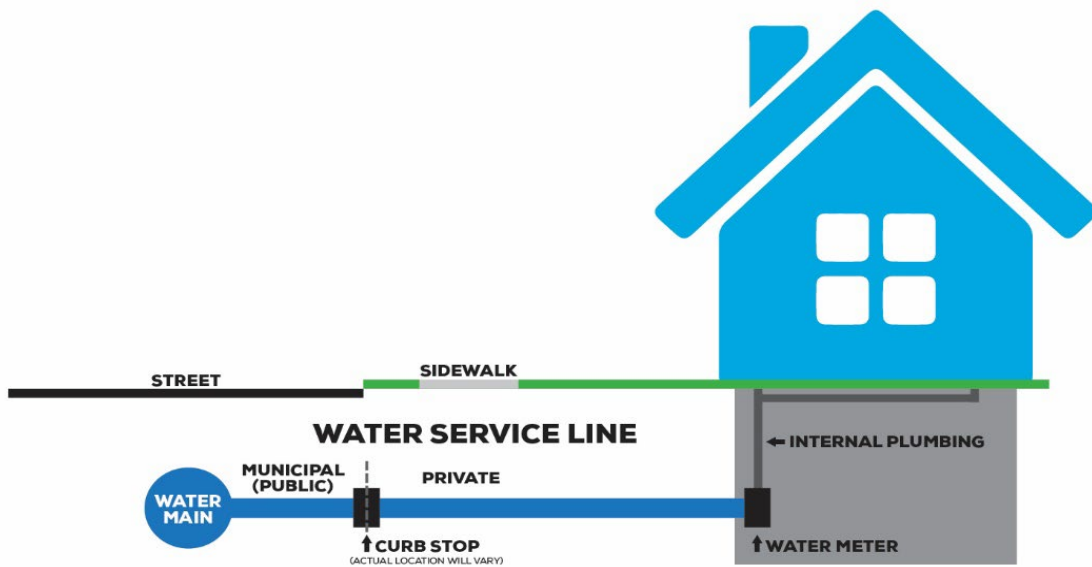 STREET
SIDEWALK
WATER SERVICE LINE
INTERNAL PLUMBING
MUNICIPAL
(PUBLIC)
PRIVATE
WATER
MAIN
CURB STOP
(ACTUAL LOCATION WILL VARY)
WATER METER